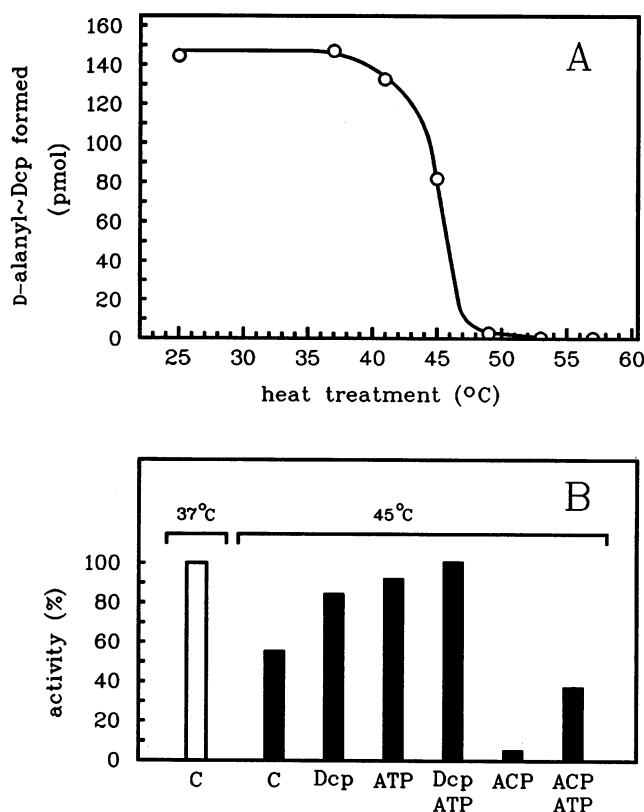 A
D-alanyl~Dcp formed
(pmol)
160
140
120
100
80
60
40
20
0
25 30 35 40 45 50 55 60
heat treatment (°C)
B
37°C 45°C
activity (%)
100
80
60
40
20
0
C C Dcp ATP Dcp ACP ACP
ATP ATP